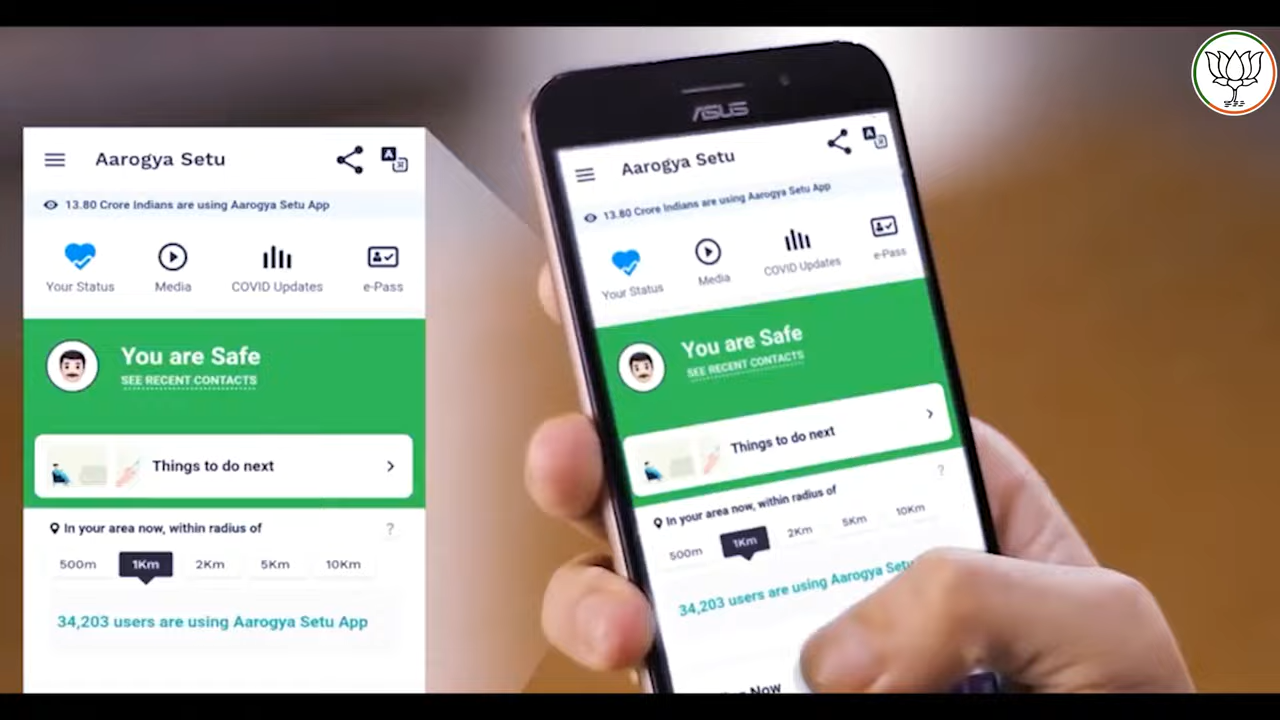 Aarogya Setu
13.80 Crore Indians are using Aarogya Setu App
Your Status
Media
COVID Updates
e-Pass
You are Safe
SEE RECENT CONTACTS
Things to do next
In your area now, within radius of
?
500m
1Km
2Km
5Km
10Km
34,203 users are using Aarogya Setu App
ASUS
Aarogya Setu
13.80 Crore Indians are using Aarogya Setu App
Your Status
Media
COVID Updates
e-Pass
You are Safe
SEE RECENT CONTACTS
Things to do next
In your area now, within radius of
?
500m
1Km
2Km
5Km
10Km
34,203 users are using Aarogya Setu
Now